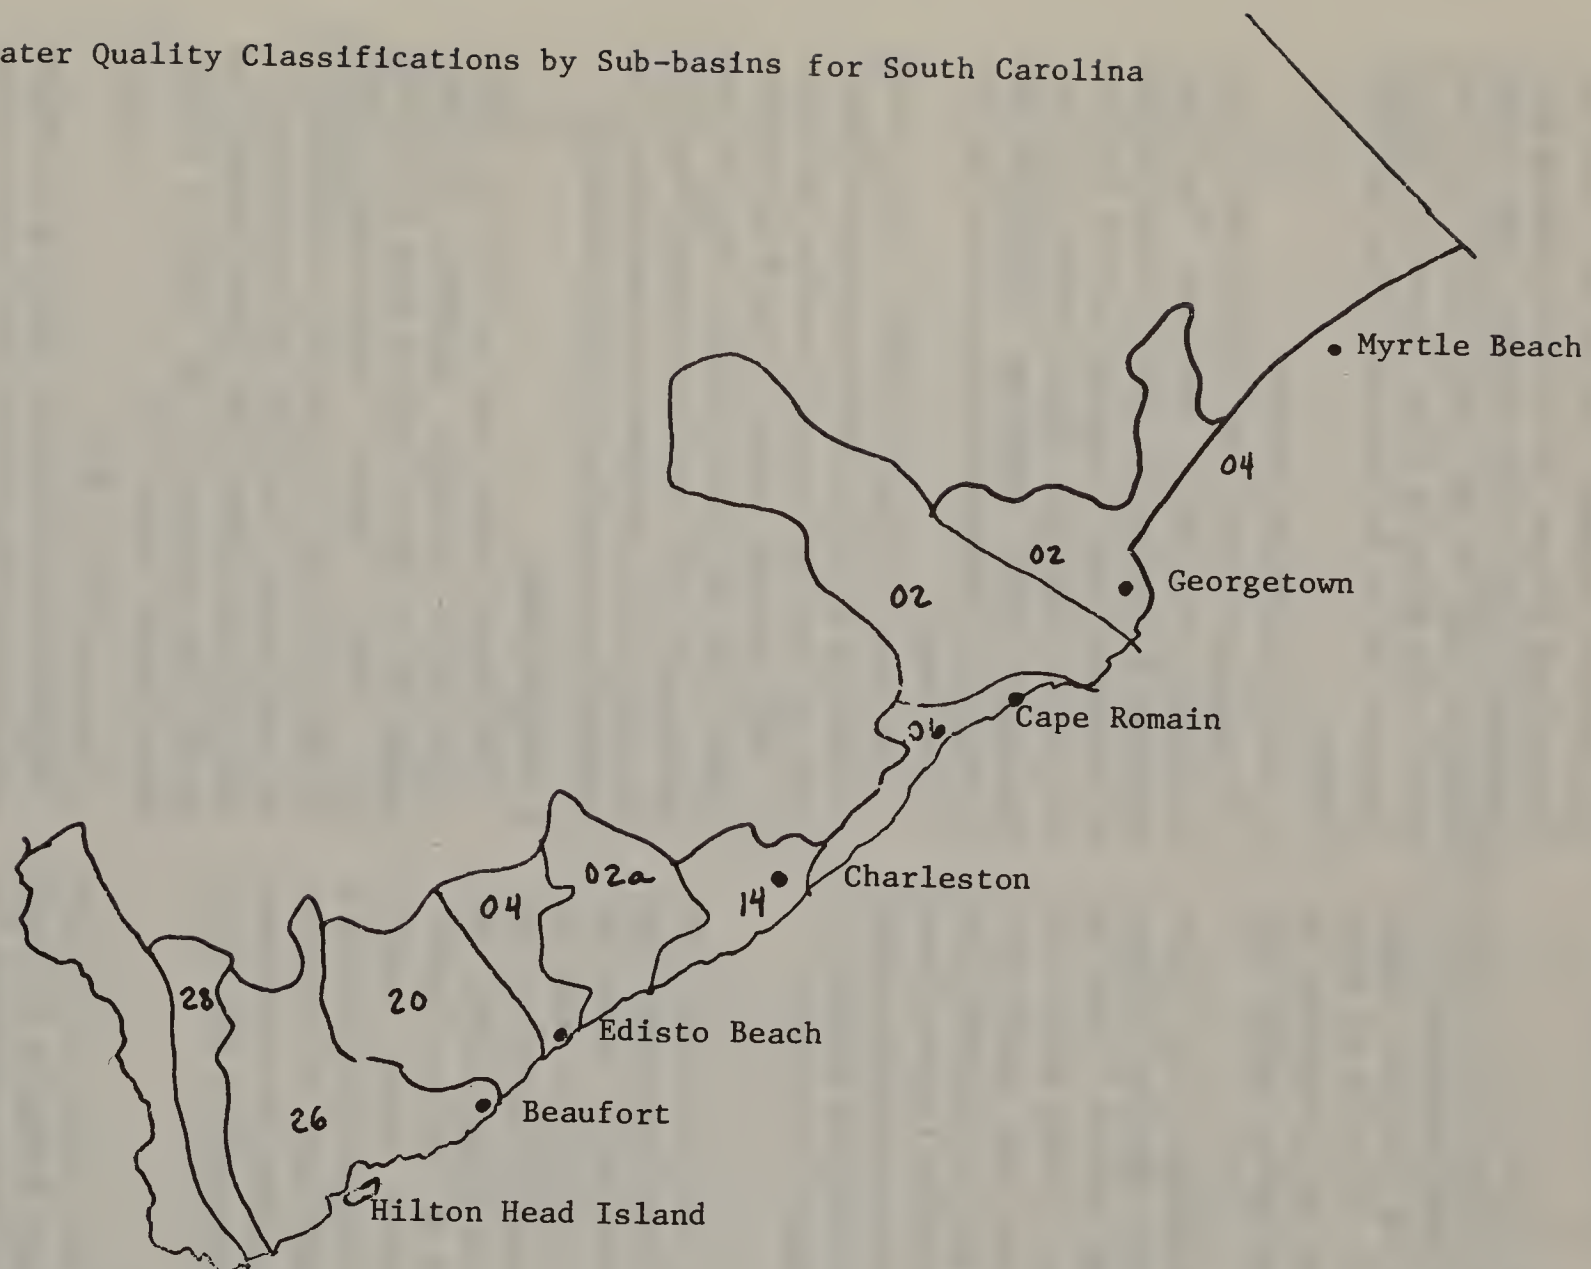 ater Quality Classifications by Sub-basins for South Carolina
Myrtle Beach
04
02
Georgetown
02
Cape Romain
06
02a
Charleston
14
04
28
20
Edisto Beach
26
Beaufort
Hilton Head Island